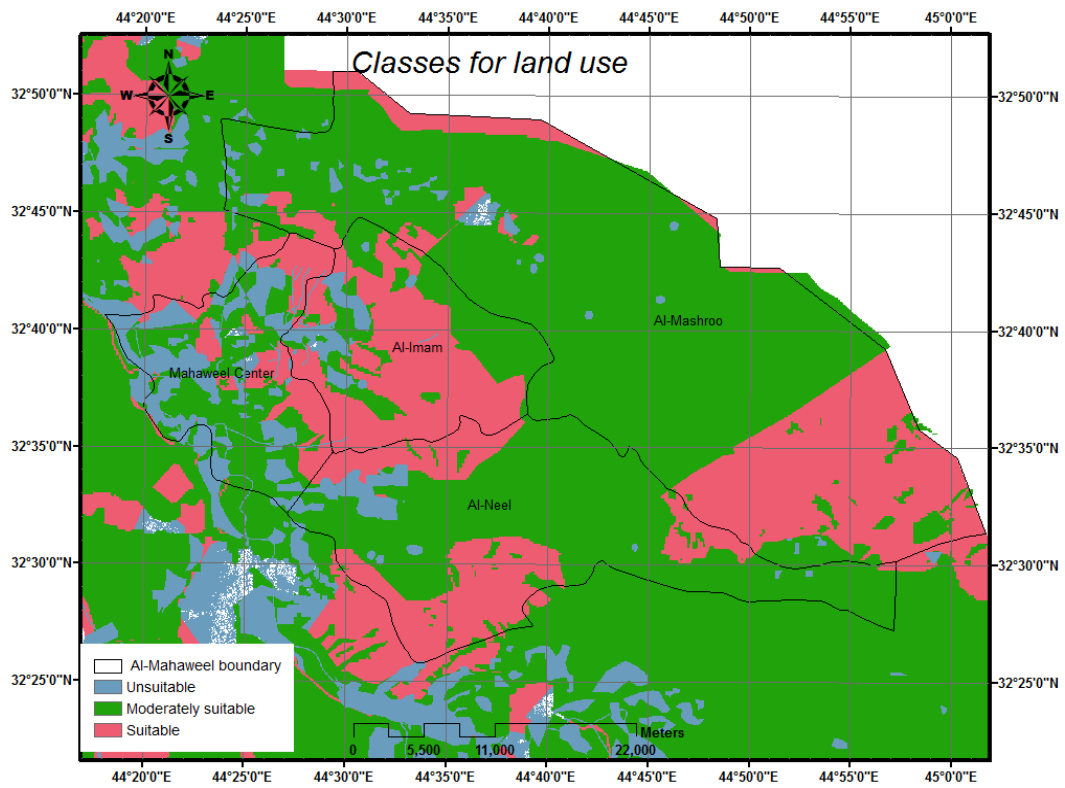 44°20'0"E 44°25'0"E 44°30'0"E 44°35'0"E 44°40'0"E 44°45'0"E 44°50'0"E 44°55'0"E 45°0'0"E
Classes for land use
N
W E
S
32°50'0"N 32°50'0"N
32°45'0"N 32°45'0"N
32°40'0"N 32°40'0"N
Al-Mashroo
Al-Imam
Mahaweel Center
32°35'0"N 32°35'0"N
Al-Neel
32°30'0"N 32°30'0"N
32°25'0"N 32°25'0"N
Al-Mahaweel boundary
Unsuitable
Moderately suitable
Suitable
Meters
0 5,500 11,000 22,000
44°20'0"E 44°25'0"E 44°30'0"E 44°35'0"E 44°40'0"E 44°45'0"E 44°50'0"E 44°55'0"E 45°0'0"E